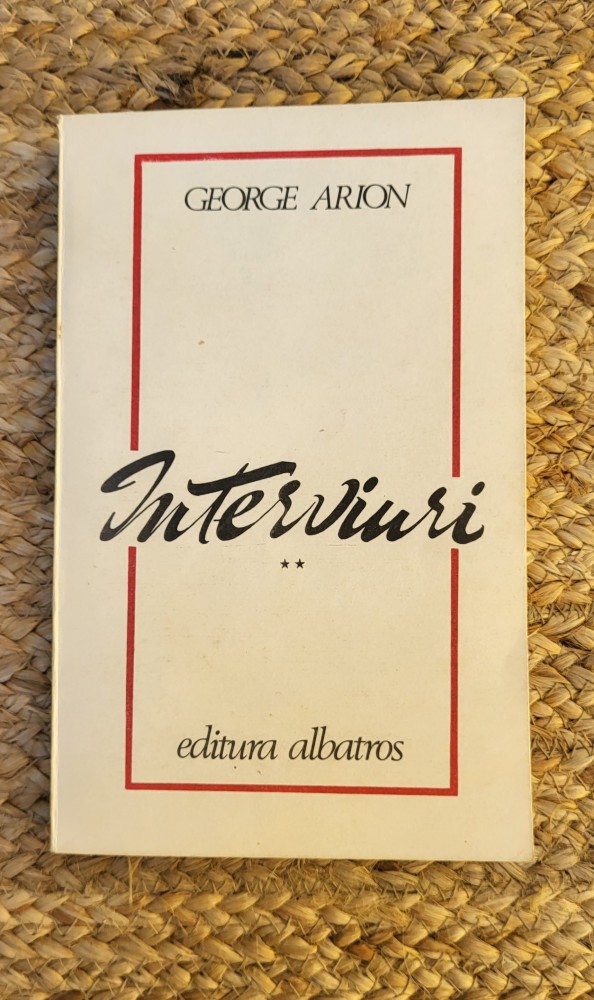 GEORGE ARION
Interviuri
**
editura albatros